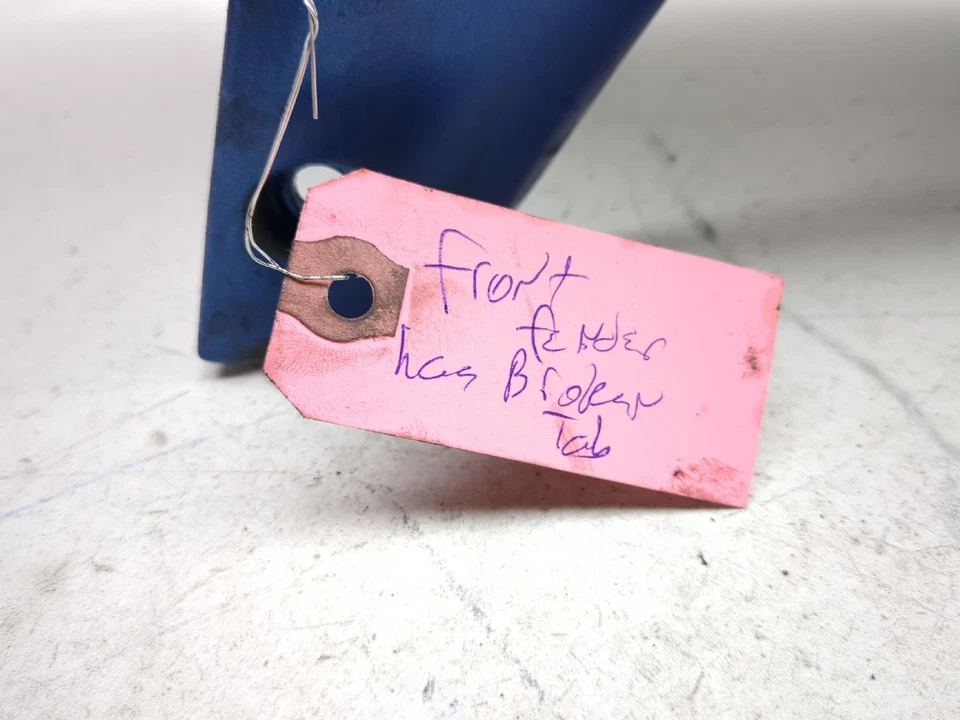 Front
fender
has Broken
Tab